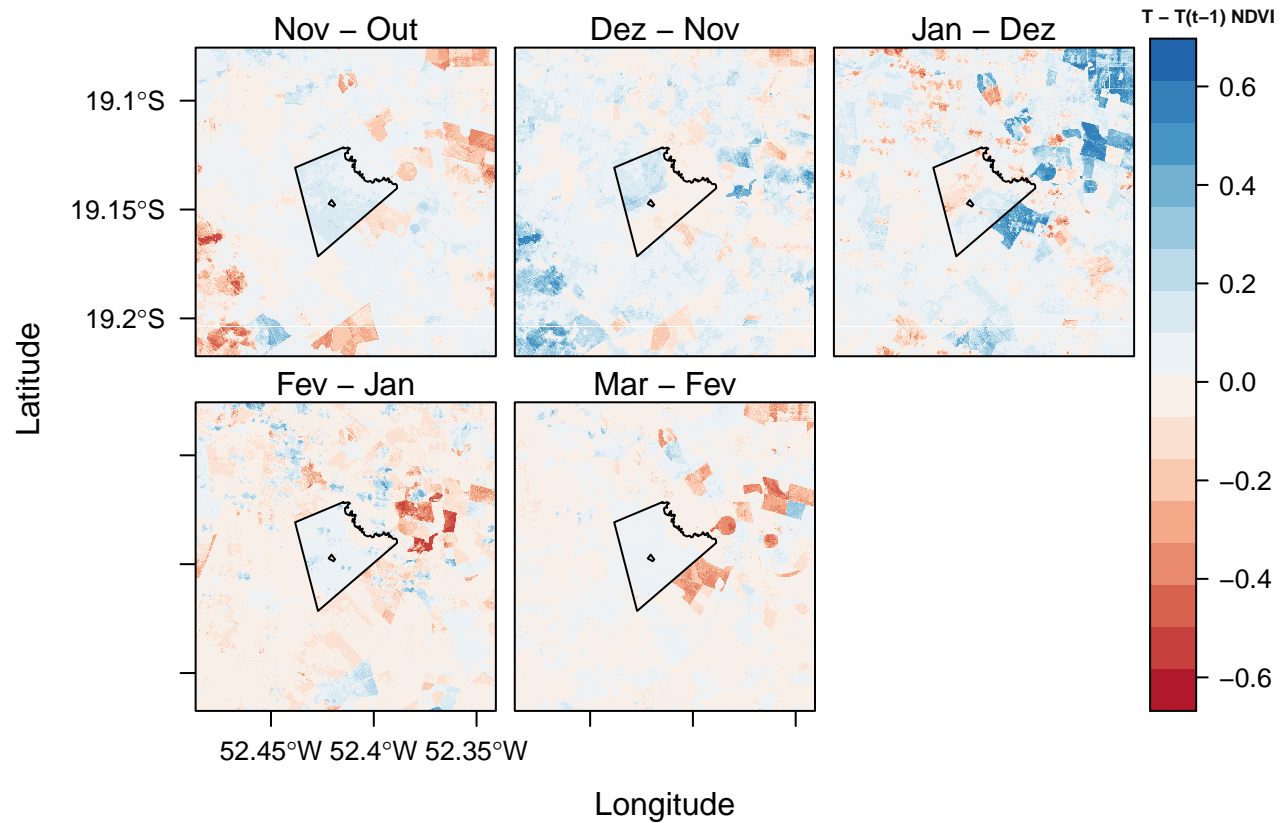 T − T(t−1) NDVI
Nov − Out
Dez − Nov
Jan − Dez
19.1°S
19.15°S
19.2°S
Latitude
Fev − Jan
Mar − Fev
0.6
0.4
0.2
0.0
−0.2
−0.4
−0.6
52.45°W 52.4°W 52.35°W
Longitude